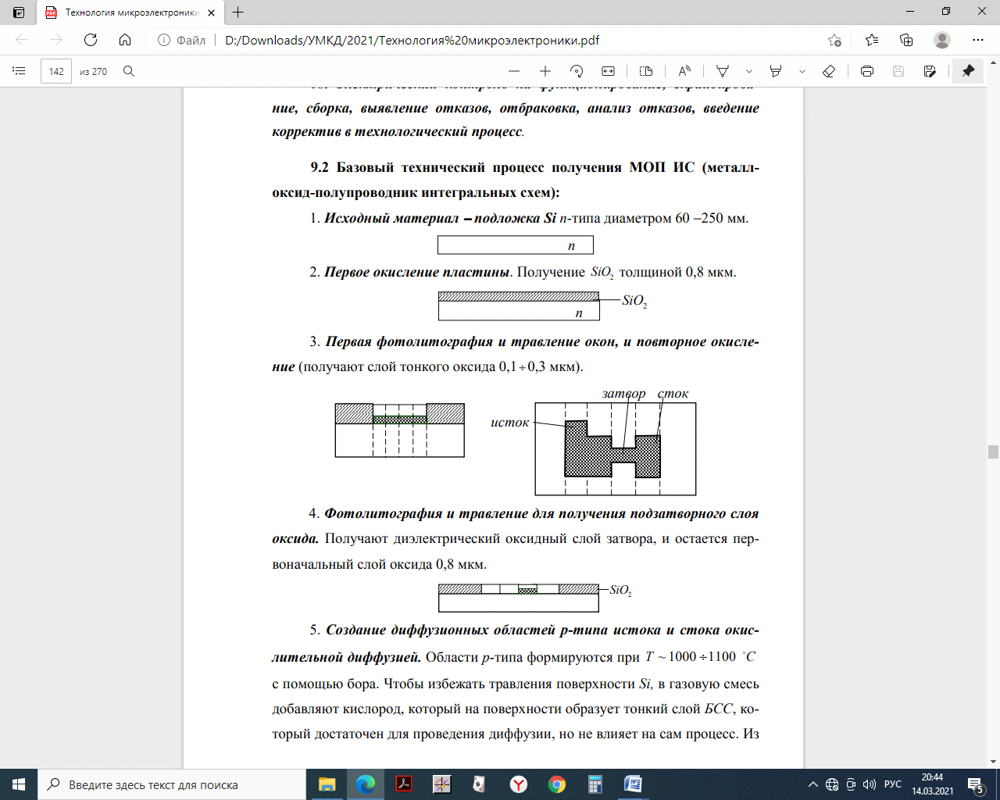 Технология микроэлектроники
Файл
D:/Downloads/УМКД/2021/Технология%20микроэлектроники.pdf
142 из 270
ние, сборка, выявление отказов, отбраковка, анализ отказов, введение
корректив в технологический процесс.
9.2 Базовый технический процесс получения МОП ИС (металл-
оксид-полупроводник интегральных схем):
1. Исходный материал – подложка Si n-типа диаметром 60 –250 мм.
n
2. Первое окисление пластины. Получение SiO2 толщиной 0,8 мкм.
SiO2
n
3. Первая фотолитография и травление окон, и повторное окисле-
ние (получают слой тонкого оксида 0,1÷0,3 мкм).
затвор сток
исток
4. Фотолитография и травление для получения подзатворного слоя
оксида. Получают диэлектрический оксидный слой затвора, и остается пер-
воначальный слой оксида 0,8 мкм.
SiO2
5. Создание диффузионных областей p-типа истока и стока окис-
лительной диффузией. Области p-типа формируются при T ~ 1000 ÷1100 °C
с помощью бора. Чтобы избежать травления поверхности Si, в газовую смесь
добавляют кислород, который на поверхности образует тонкий слой БСС, ко-
торый достаточен для проведения диффузии, но не влияет на сам процесс. Из
Введите здесь текст для поиска
РУС
20:44
14.03.2021
5